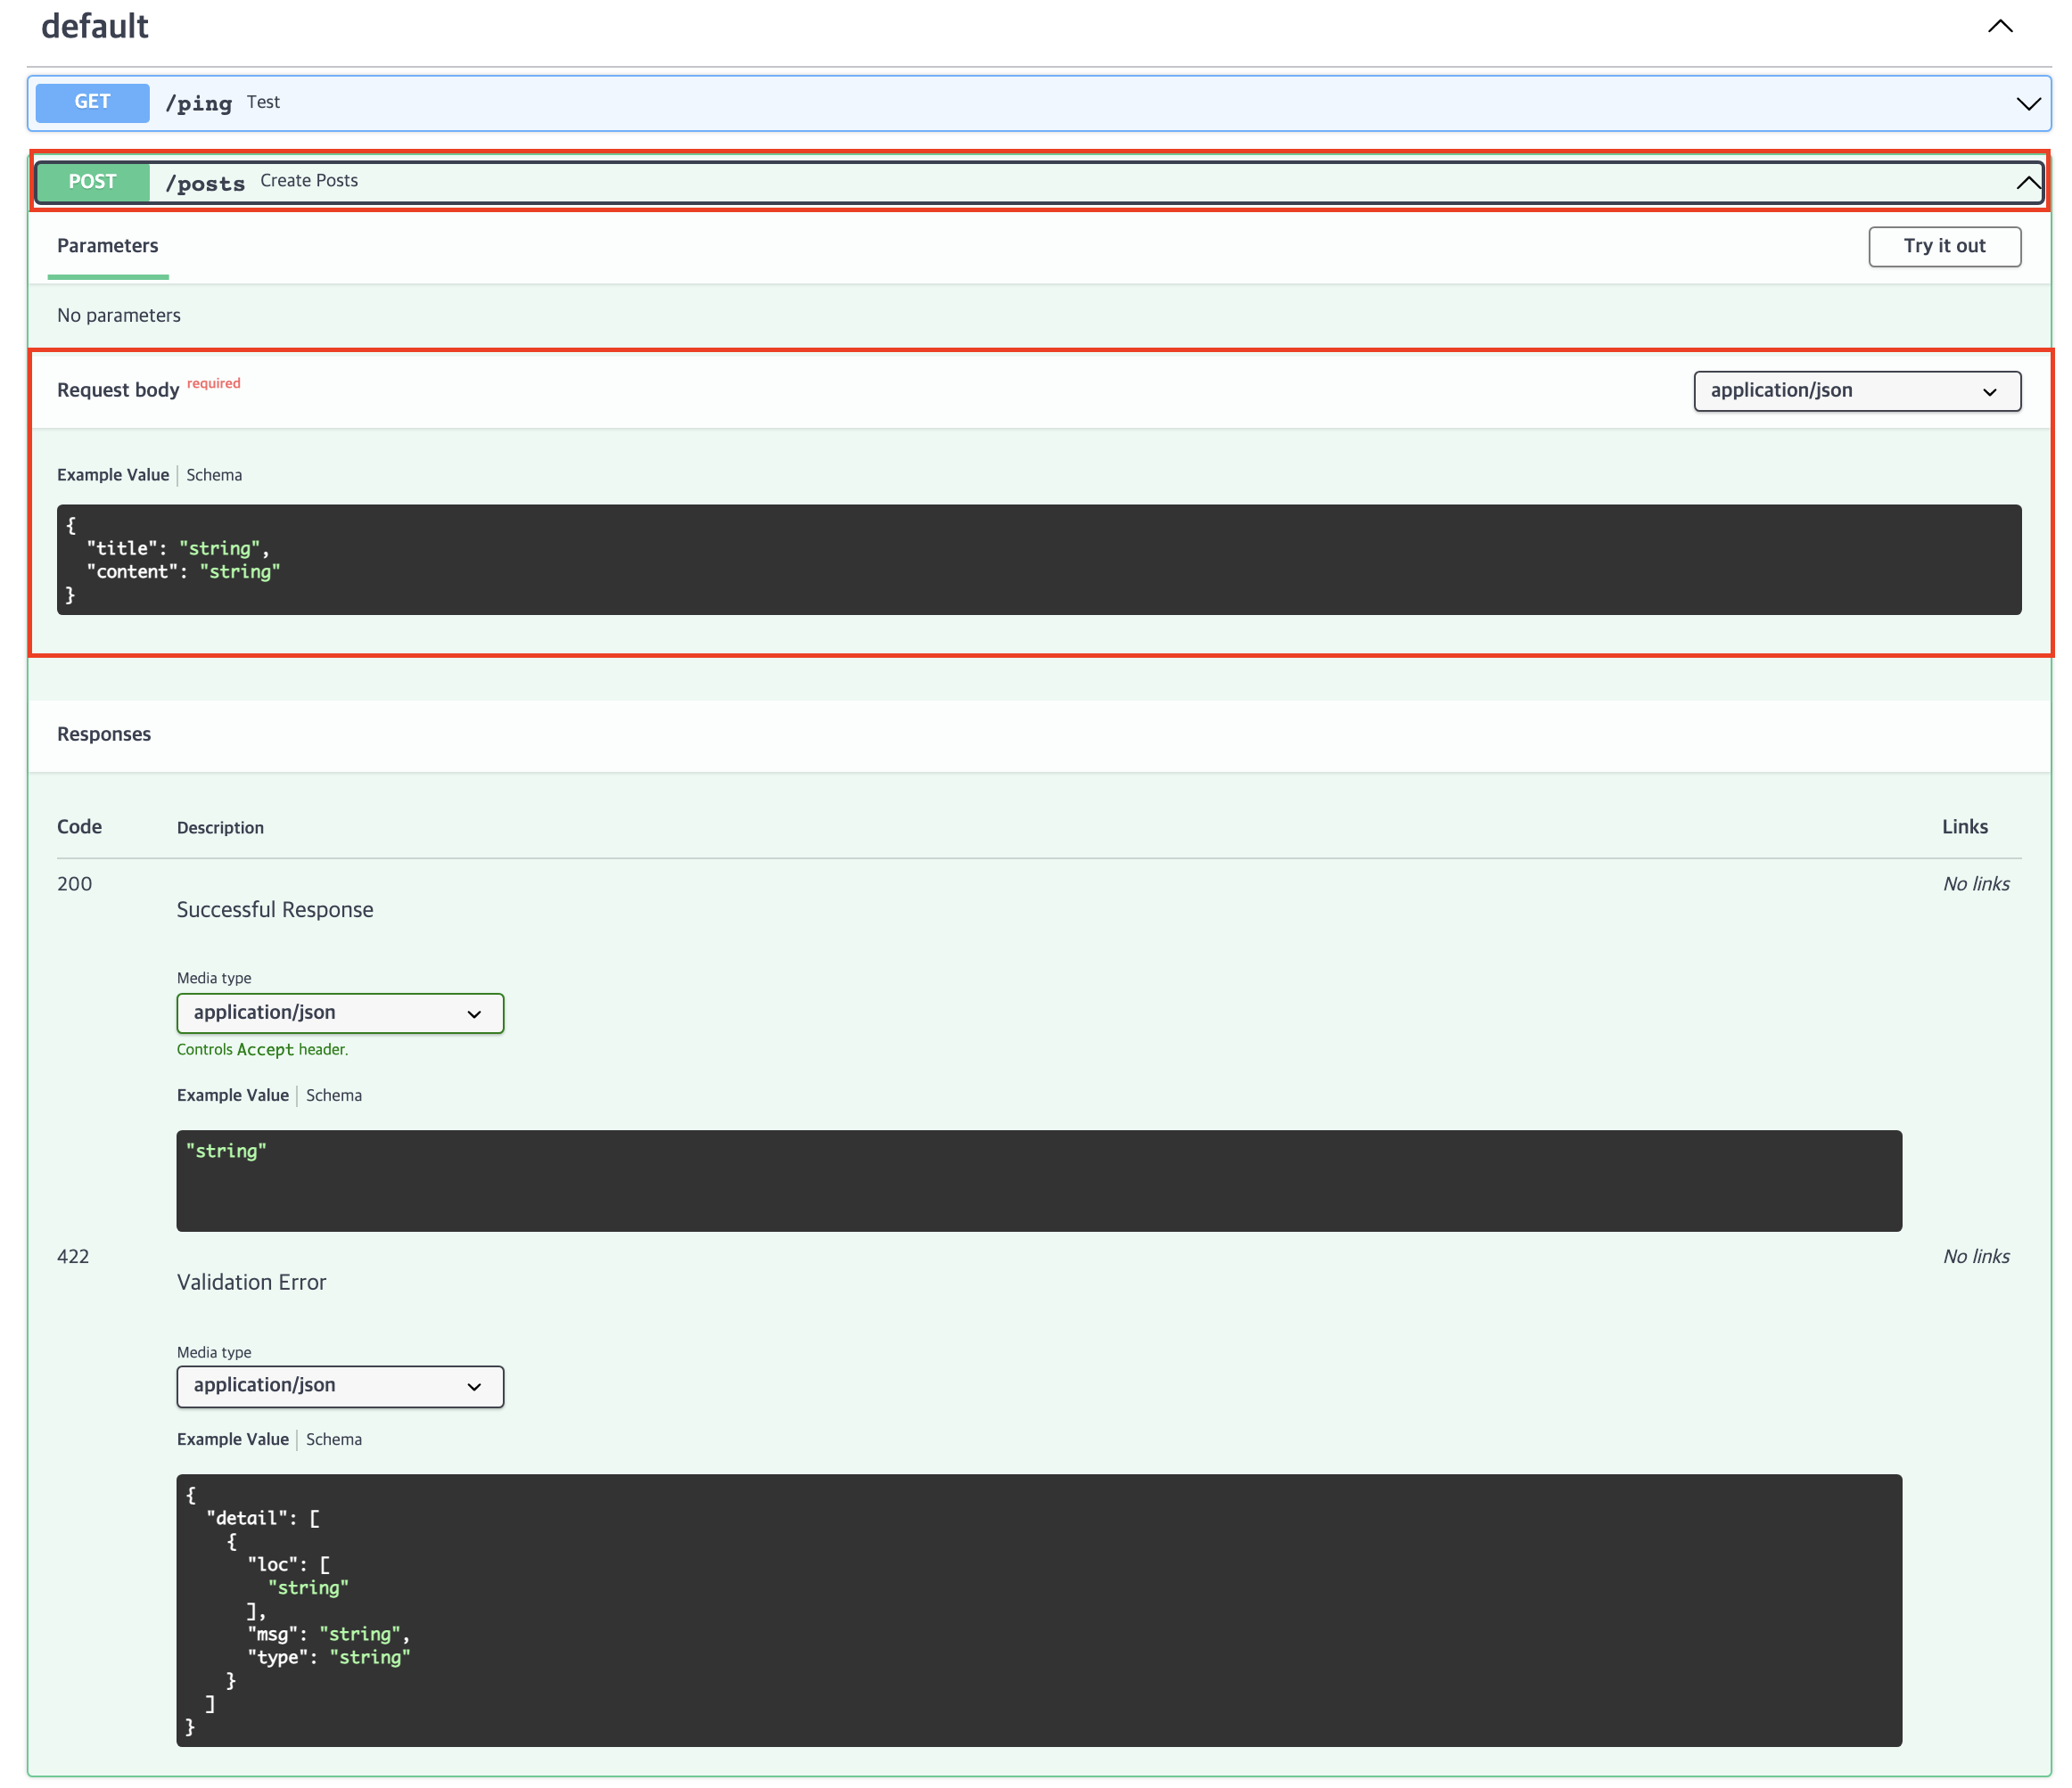 default
GET /ping Test
POST /posts Create Posts
Parameters Try it out
No parameters
Request body required application/json
Example Value Schema
{
  "title": "string",
  "content": "string"
}
Responses
Code Description Links
200 No links
Successful Response
Media type
application/json
Controls Accept header.
Example Value Schema
"string"
422 No links
Validation Error
Media type
application/json
Example Value Schema
{
  "detail": [
    {
      "loc": [
        "string"
      ],
      "msg": "string",
      "type": "string"
    }
  ]
}